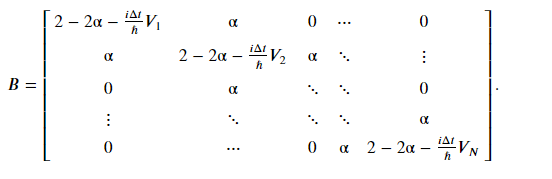 2 − 2α − iΔt/ħ V₁ α 0 ⋯ 0
α 2 − 2α − iΔt/ħ V₂ α ⋱ ⋮
B = 0 α ⋱ ⋱ 0 .
⋮ ⋱ ⋱ ⋱ α
0 ⋯ 0 α 2 − 2α − iΔt/ħ V_N